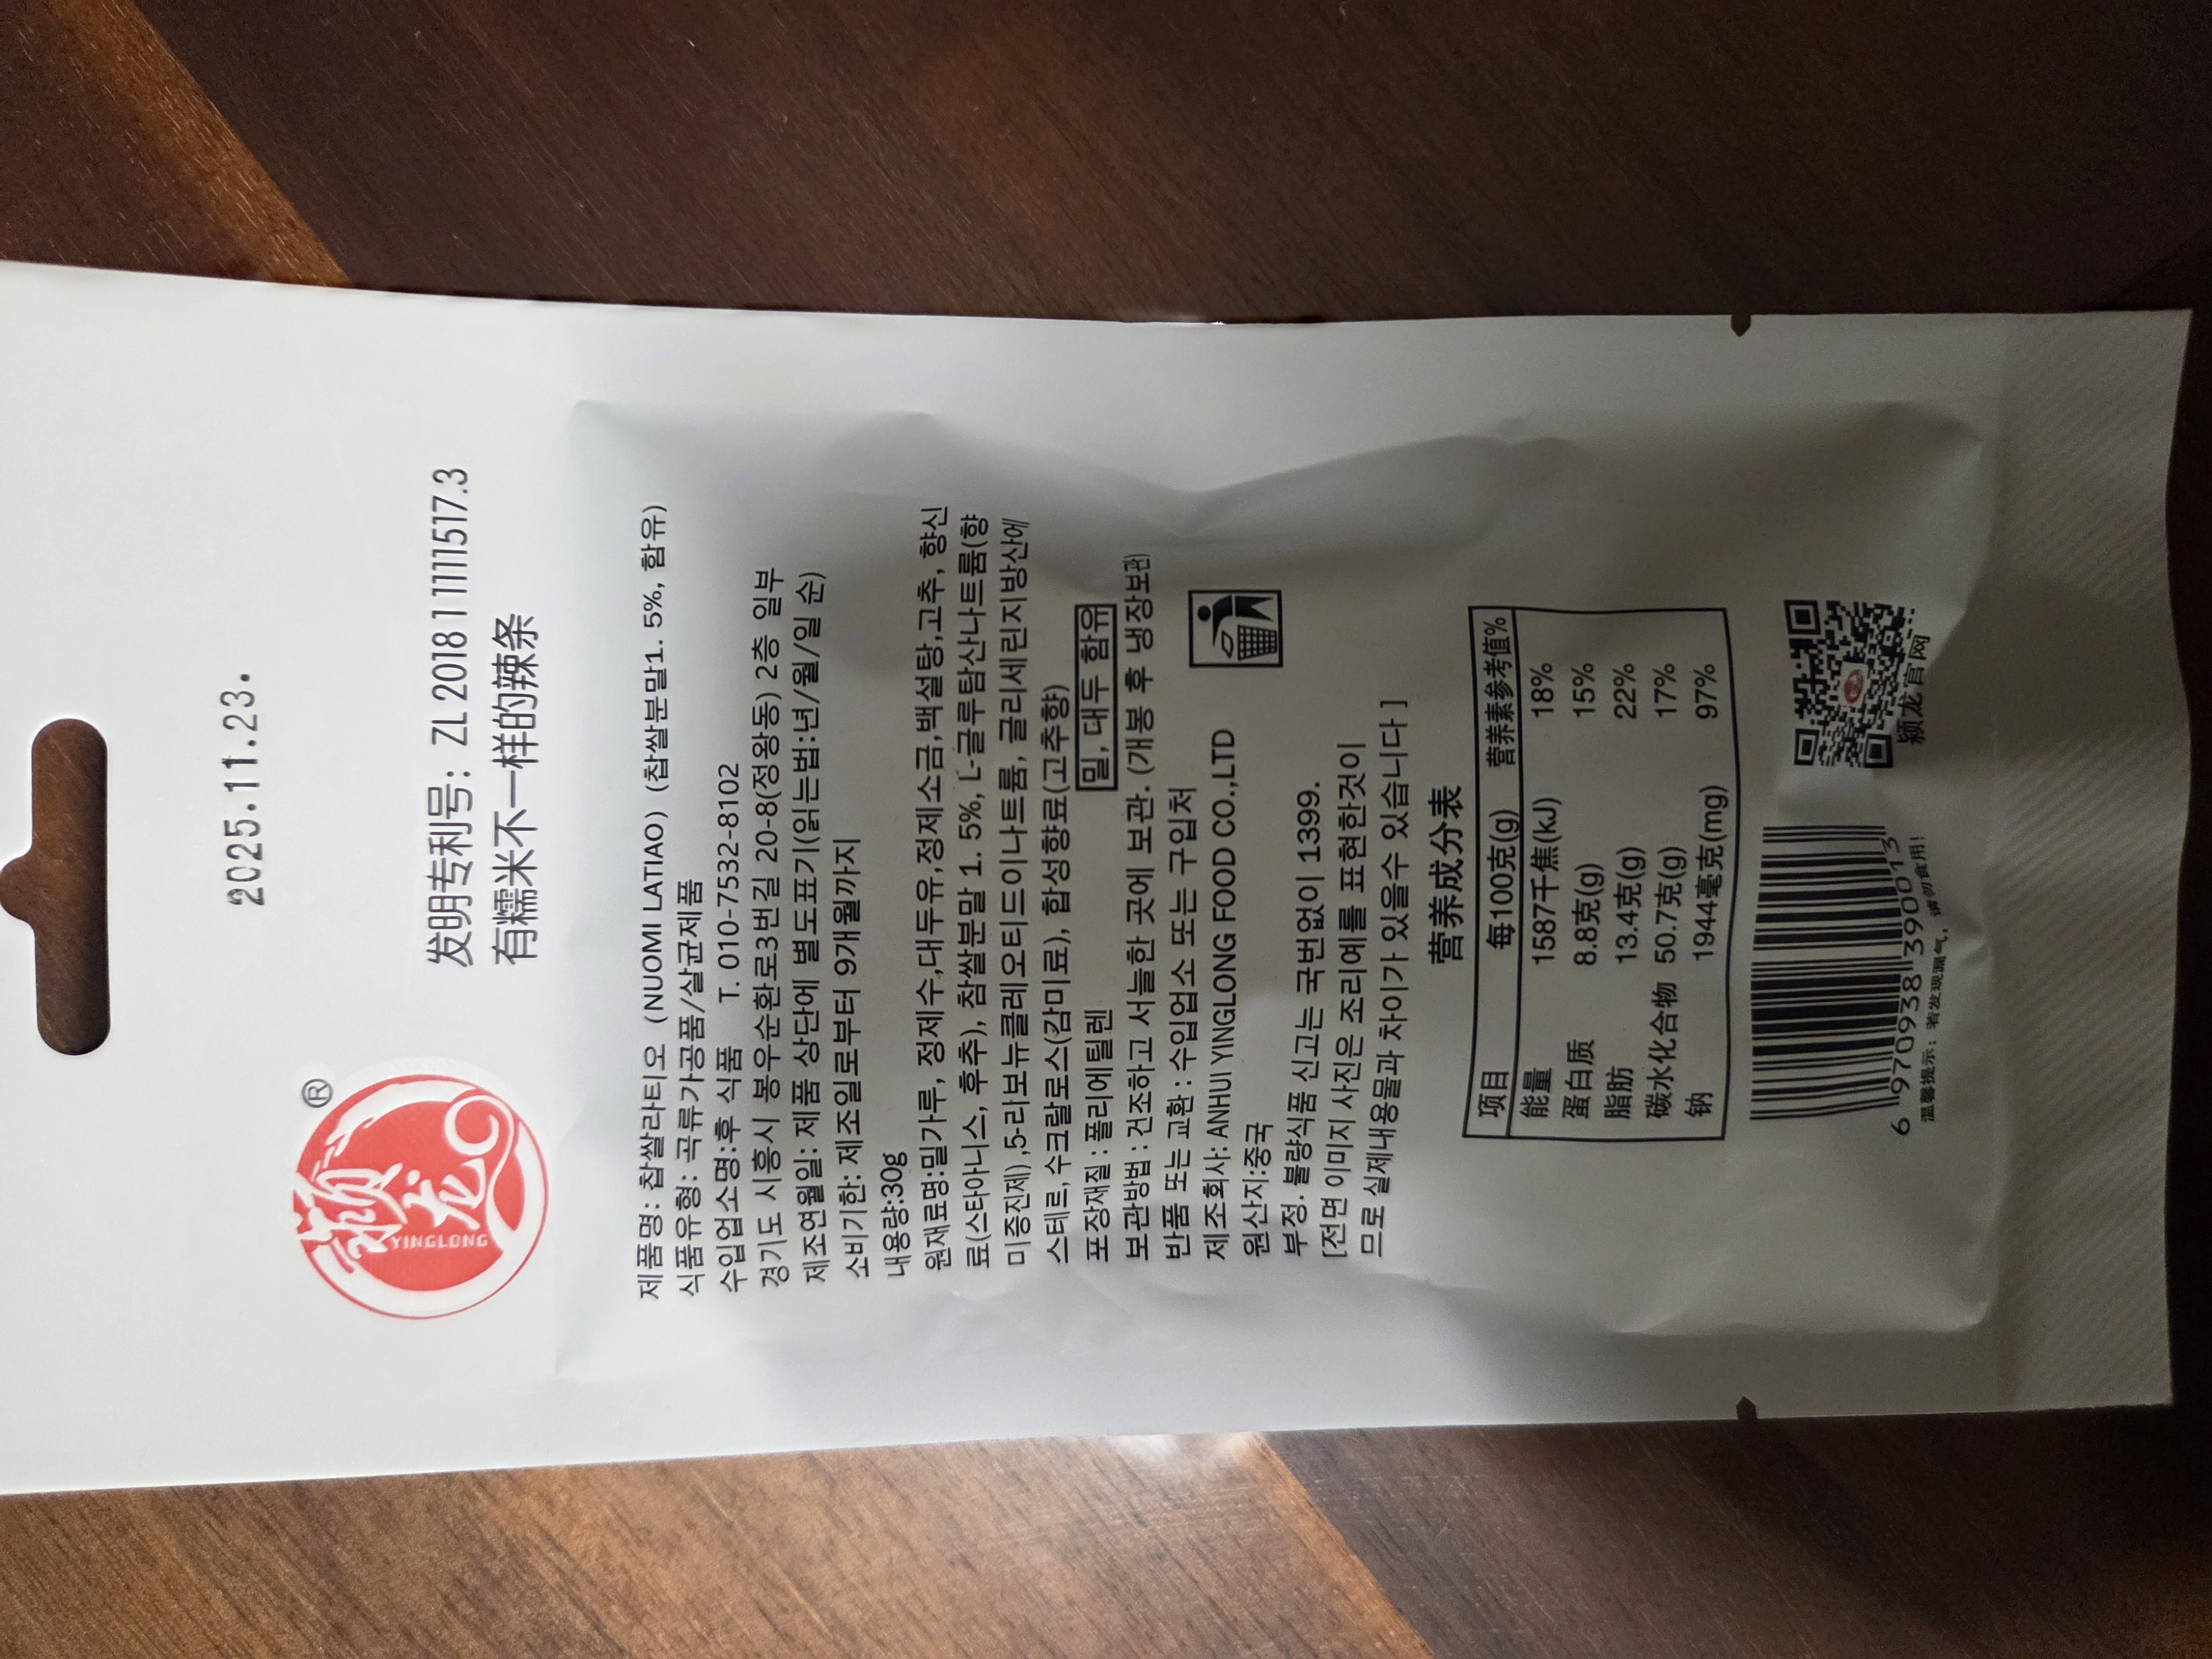 2025.11.23.
®
颍龙
YINGLONG
发明专利号：ZL 2018 1 1111517.3
有糯米不一样的辣条
제품명: 찹쌀라티오 (NUOMI LATIAO) (찹쌀분말1. 5%, 함유)
식품유형: 곡류가공품/살균제품
수입업소명:후 식품 T. 010-7532-8102
경기도 시흥시 봉우순환로3번길 20-8(정왕동) 2층 일부
제조연월일: 제품 상단에 별도표기(읽는법:년/월/일 순)
소비기한: 제조일로부터 9개월까지
내용량:30g
원재료명:밀가루, 정제수,대두유,정제소금,백설탕,고추, 향신
료(스타아니스, 후추), 찹쌀분말 1. 5%, L-글루탐산나트륨(향
미증진제) ,5-리보뉴클레오티드이나트륨, 글리세린지방산에
스테르, 수크랄로스(감미료), 합성향료(고추향)
밀, 대두 함유
포장재질 : 폴리에틸렌
보관방법 : 건조하고 서늘한 곳에 보관. (개봉 후 냉장보관)
반품 또는 교환 : 수입업소 또는 구입처
제조회사: ANHUI YINGLONG FOOD CO.,LTD
원산지:중국
부정. 불량식품 신고는 국번없이 1399.
[전면 이미지 사진은 조리예를 표현한것이
므로 실제내용물과 차이가 있을수 있습니다 ]
营养成分表
项目 每100克(g) 营养素参考值%
能量 1587千焦(kJ) 18%
蛋白质 8.8克(g) 15%
脂肪 13.4克(g) 22%
碳水化合物 50.7克(g) 17%
钠 1944毫克(mg) 97%
6 970938 390013
颍龙官网
温馨提示：若发现漏气，请勿食用！